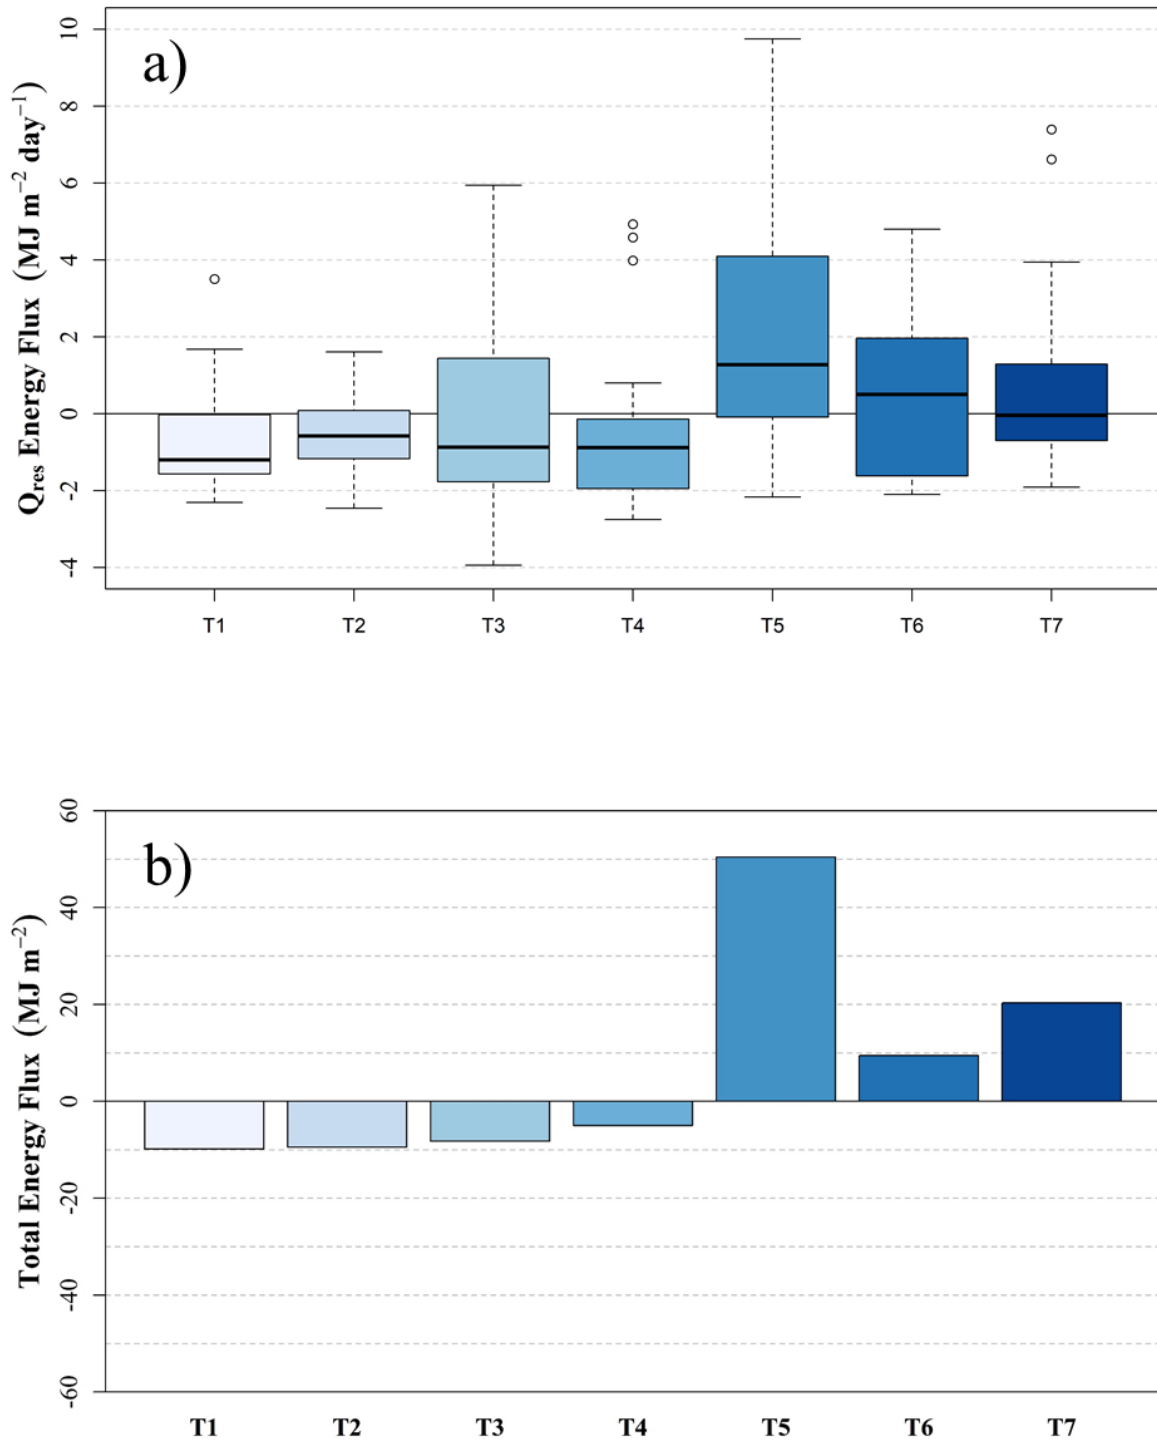 a)
Qres Energy Flux (MJ m−2 day−1)
10
8
6
4
2
0
-2
-4
T1 T2 T3 T4 T5 T6 T7
b)
Total Energy Flux (MJ m−2)
60
40
20
0
-20
-40
-60
T1 T2 T3 T4 T5 T6 T7